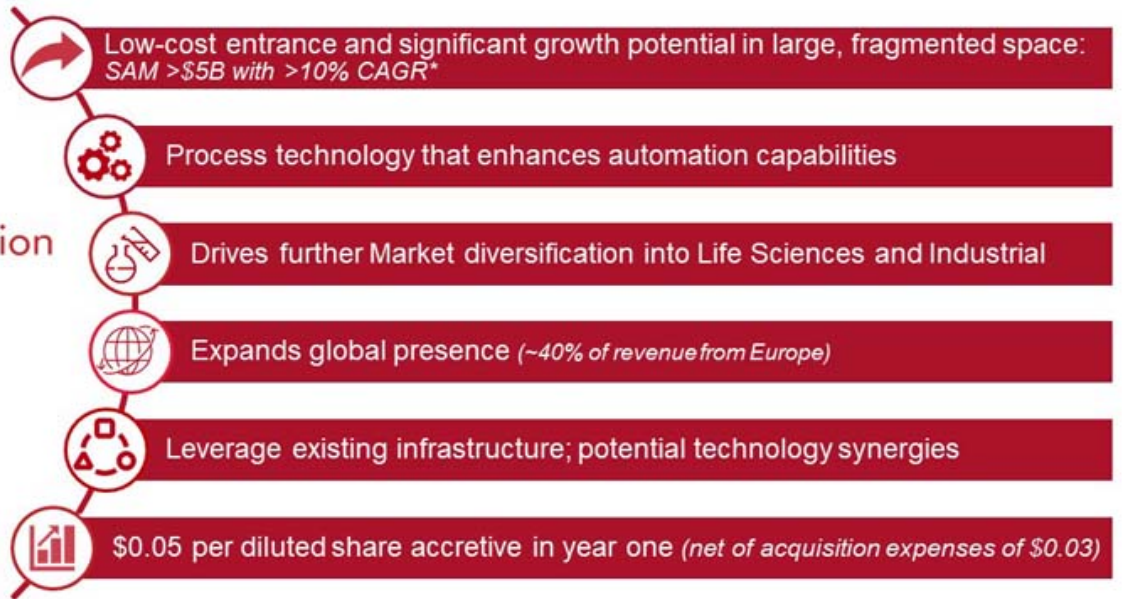 Low-cost entrance and significant growth potential in large, fragmented space:
SAM >$5B with >10% CAGR*
Process technology that enhances automation capabilities
ion
Drives further Market diversification into Life Sciences and Industrial
Expands global presence (~40% of revenue from Europe)
Leverage existing infrastructure; potential technology synergies
$0.05 per diluted share accretive in year one (net of acquisition expenses of $0.03)